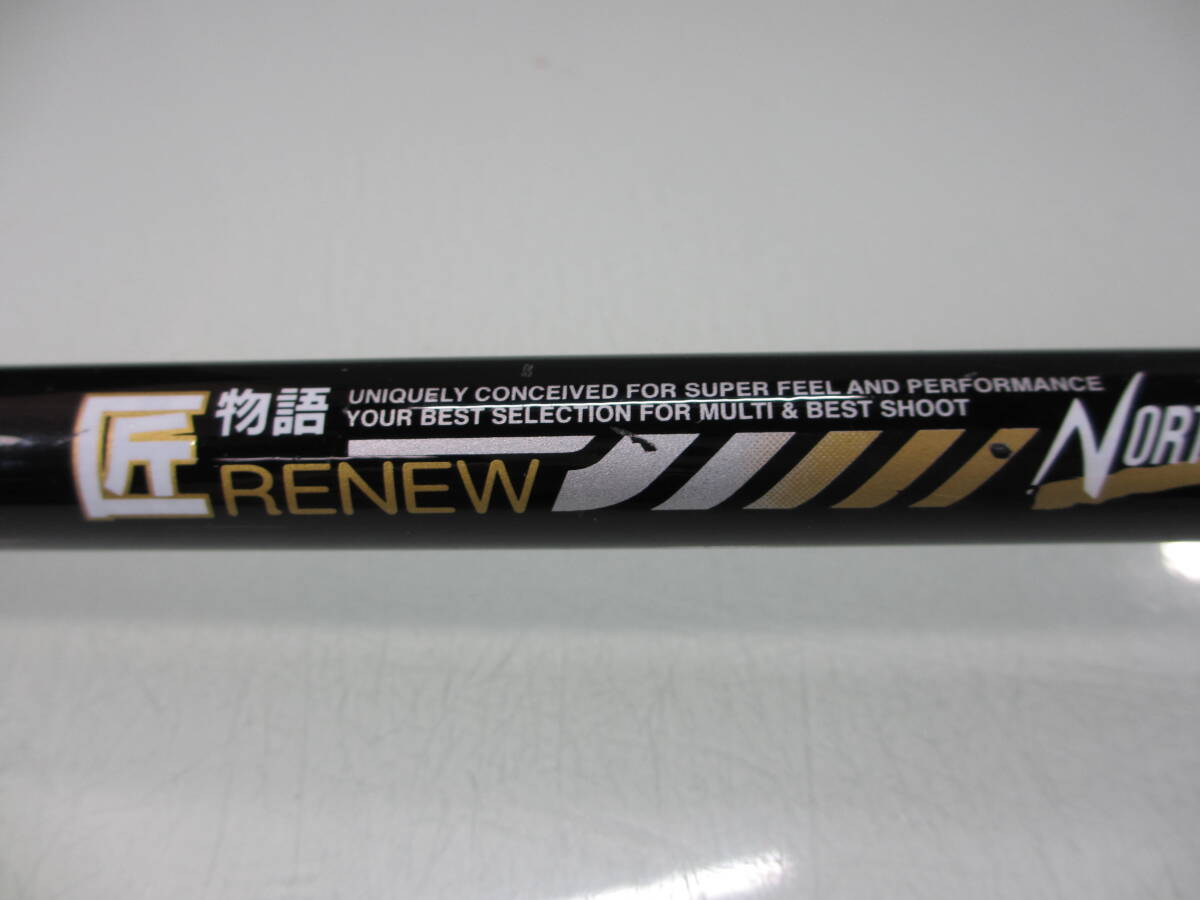 匠物語
UNIQUELY CONCEIVED FOR SUPER FEEL AND PERFORMANCE
YOUR BEST SELECTION FOR MULTI & BEST SHOOT
RENEW